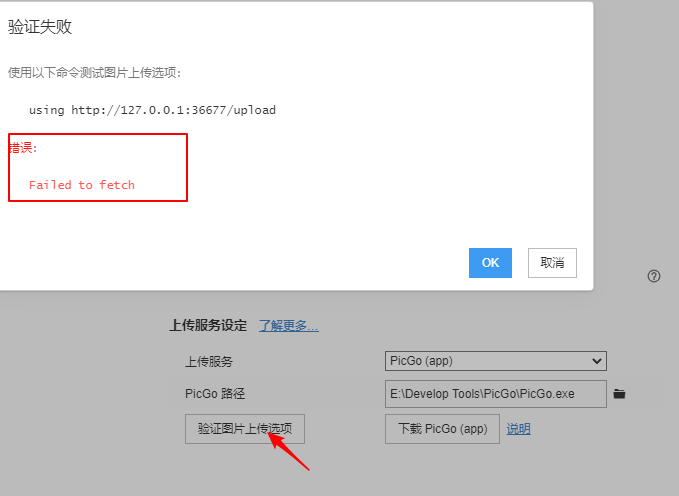 验证失败
使用以下命令测试图片上传选项:
using http://127.0.0.1:36677/upload
错误:
Failed to fetch
OK
取消
上传服务设定 了解更多...
上传服务 PicGo (app)
PicGo 路径 E:\Develop Tools\PicGo\PicGo.exe
验证图片上传选项 下载 PicGo (app) 说明